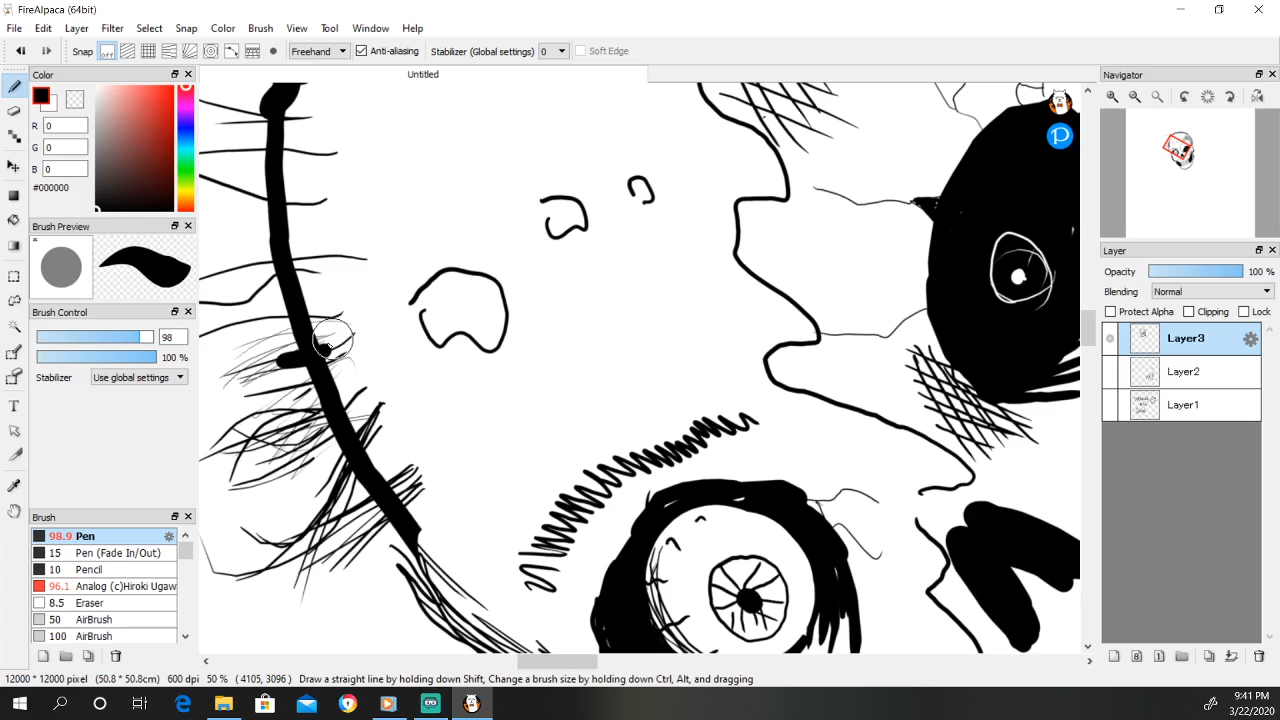 FireAlpaca (64bit)
File Edit Layer Filter Select Snap Color Brush View Tool Window Help
Snap off Freehand Anti-aliasing Stabilizer (Global settings) 0 Soft Edge
Color
Untitled
Navigator
R 0
G 0
B 0
#000000
Brush Preview
Layer
Opacity 100 %
Blending Normal
Brush Control
Protect Alpha Clipping Lock
98
100 %
Layer3
Stabilizer Use global settings
Layer2
Layer1
Brush
98.9 Pen
15 Pen (Fade In/Out)
10 Pencil
96.1 Analog (c)Hiroki Ugaw
8.5 Eraser
50 AirBrush
100 AirBrush
12000 * 12000 pixel (50.8 * 50.8cm) 600 dpi 50 % ( 4105, 3096 ) Draw a straight line by holding down Shift, Change a brush size by holding down Ctrl, Alt, and dragging
9:41 PM
3/22/2020